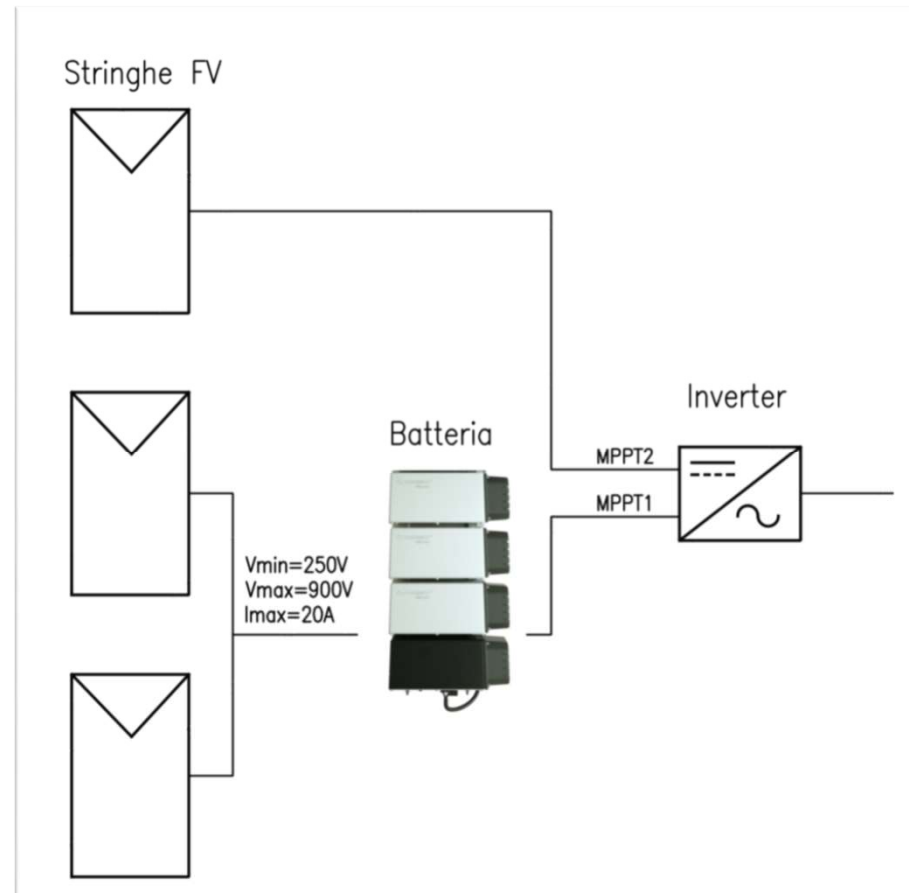 Stringhe FV
Inverter
Batteria
MPPT2
MPPT1
Vmin=250V
Vmax=900V
Imax=20A